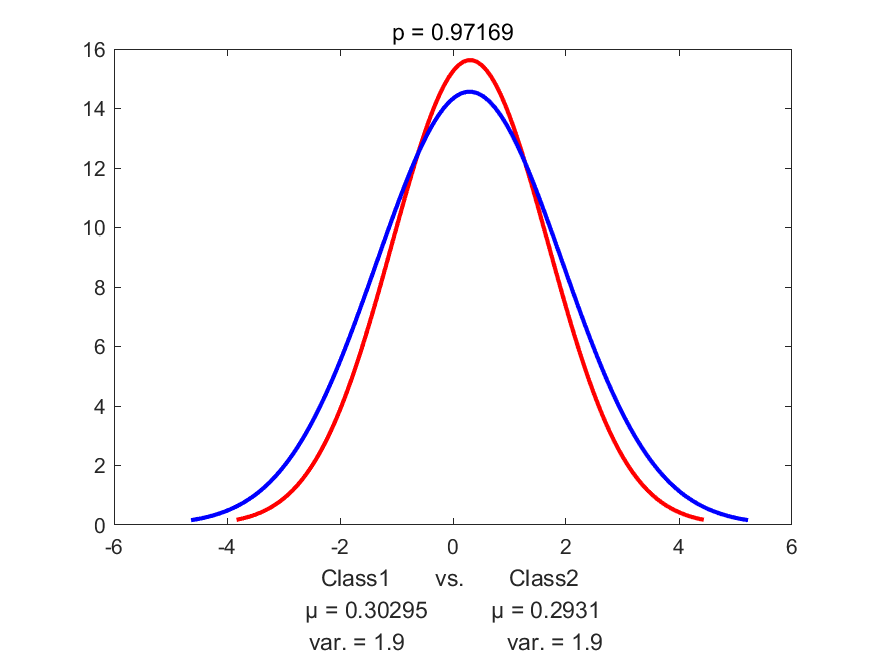 p = 0.97169
16
14
12
10
8
6
4
2
0
-6 -4 -2 0 2 4 6
Class1 vs. Class2
μ = 0.30295 μ = 0.2931
var. = 1.9 var. = 1.9